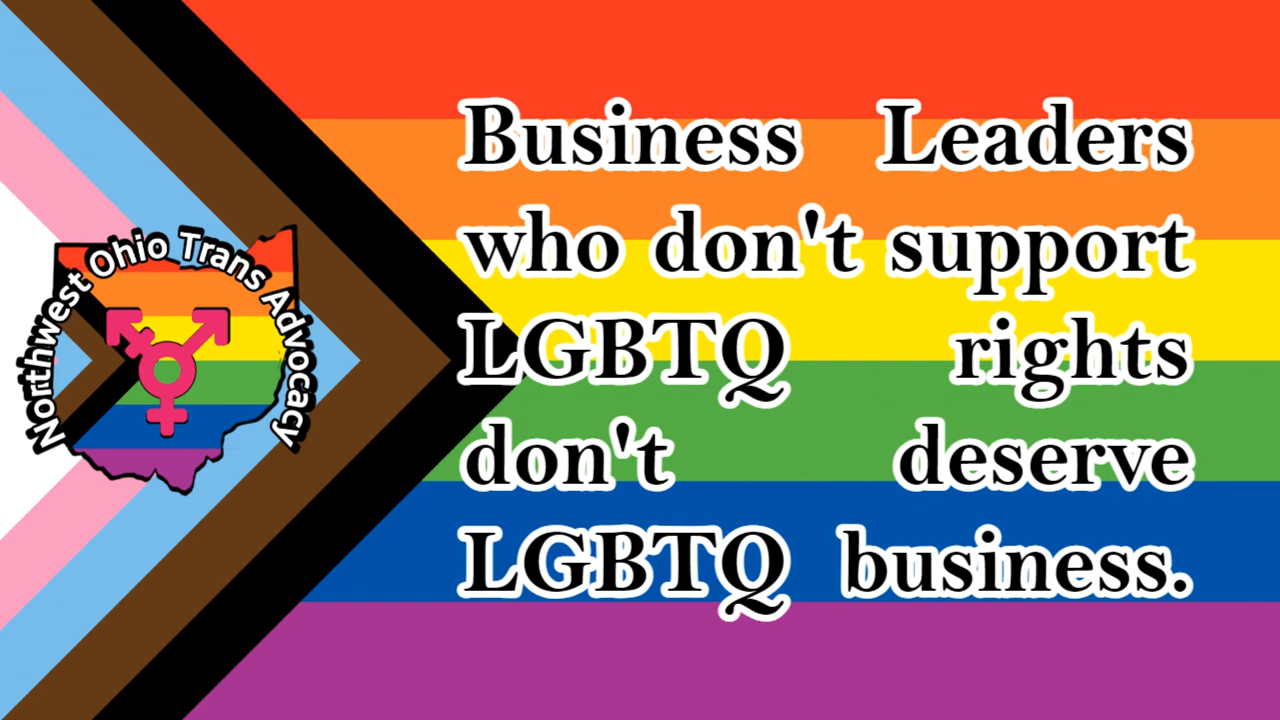 Northwest Ohio Trans Advocacy
Business Leaders
who don't support
LGBTQ rights
don't deserve
LGBTQ business.